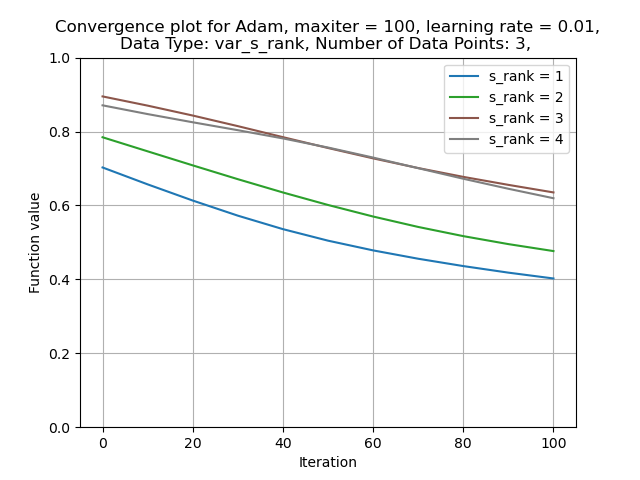 Convergence plot for Adam, maxiter = 100, learning rate = 0.01,
Data Type: var_s_rank, Number of Data Points: 3,
1.0
0.8
0.6
0.4
0.2
0.0
Function value
s_rank = 1
s_rank = 2
s_rank = 3
s_rank = 4
0 20 40 60 80 100
Iteration